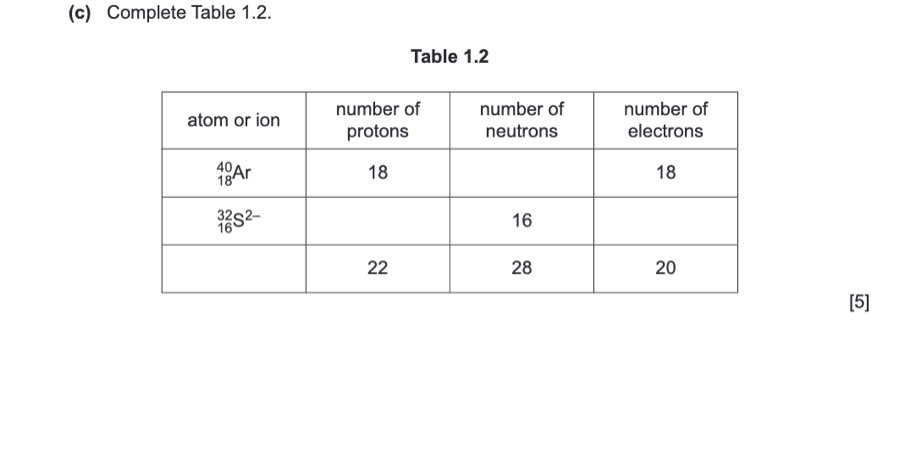 (c) Complete Table 1.2.
Table 1.2
atom or ion | number of protons | number of neutrons | number of electrons
⁴⁰₁₈Ar | 18 | | 18
³²₁₆S²⁻ | | 16 |
| 22 | 28 | 20
[5]